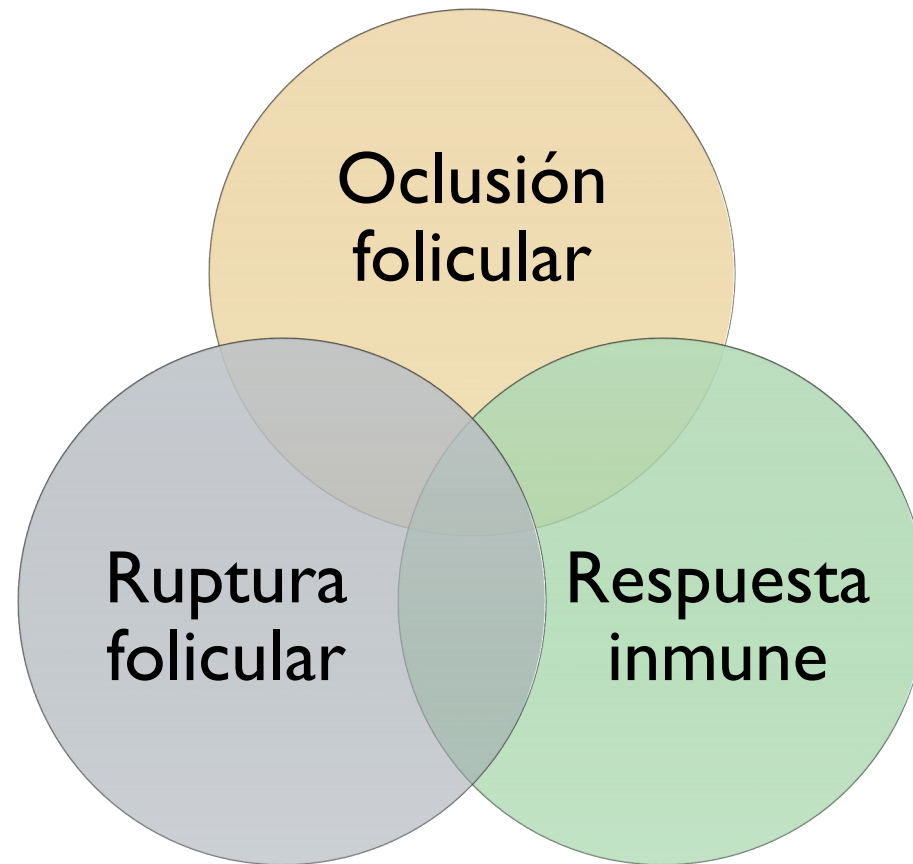 Oclusión
folicular
Ruptura
folicular
Respuesta
inmune